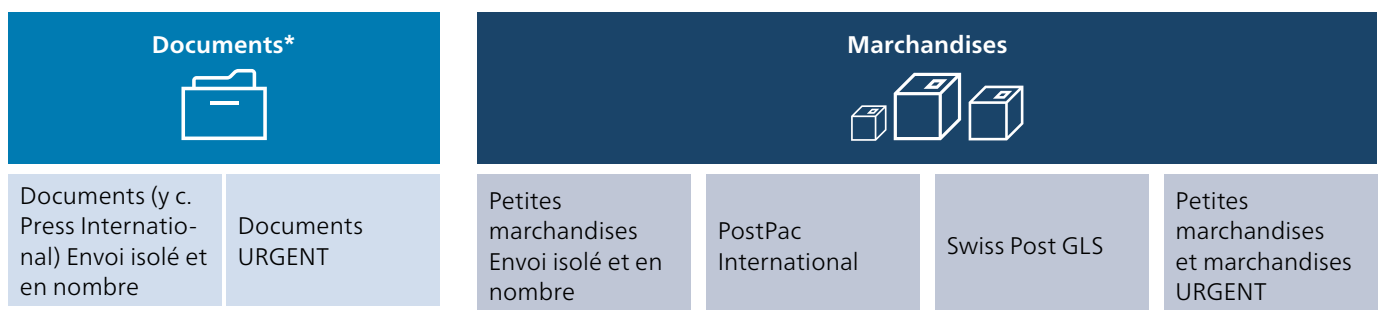 Documents*
Marchandises
Documents (y c.
Press Internatio-
nal) Envoi isolé et
en nombre
Documents
URGENT
Petites
marchandises
Envoi isolé et en
nombre
PostPac
International
Swiss Post GLS
Petites
marchandises
et marchandises
URGENT